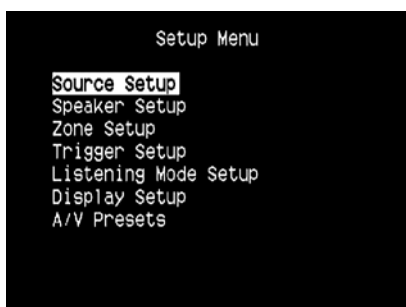 Setup Menu
Source Setup
Speaker Setup
Zone Setup
Trigger Setup
Listening Mode Setup
Display Setup
A/V Presets